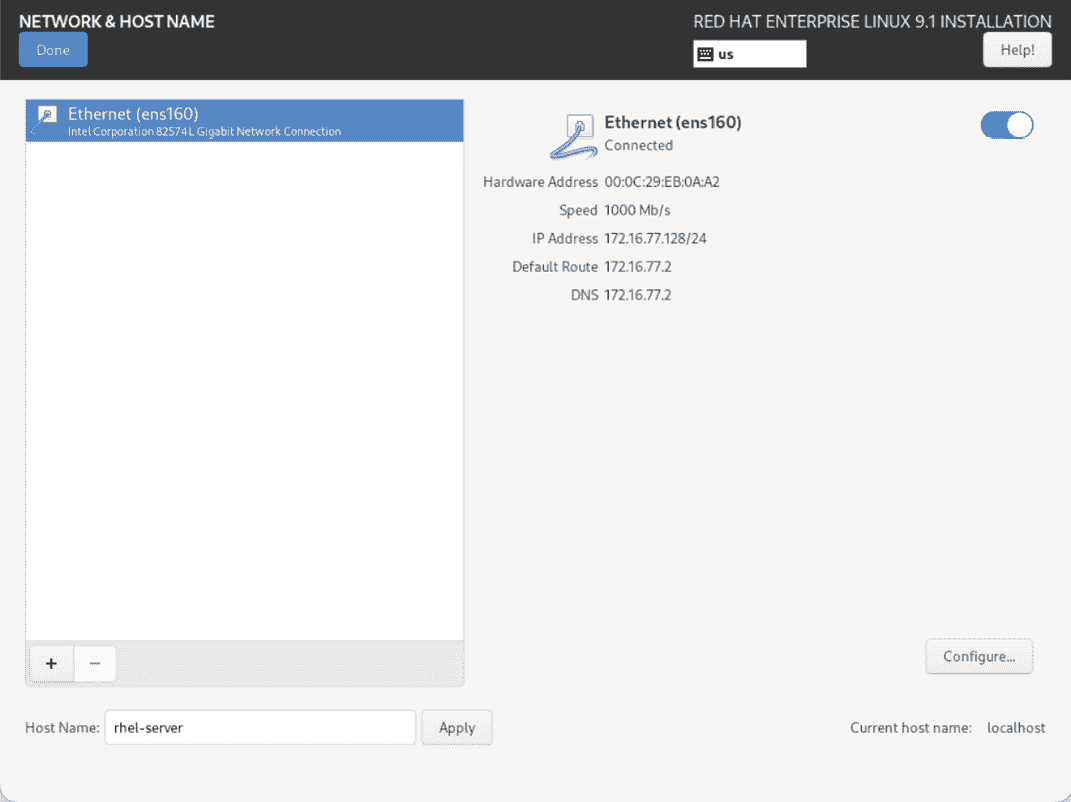 NETWORK & HOST NAME
RED HAT ENTERPRISE LINUX 9.1 INSTALLATION
Done
us
Help!
Ethernet (ens160)
Intel Corporation 82574L Gigabit Network Connection
Ethernet (ens160)
Connected
Hardware Address 00:0C:29:EB:0A:A2
Speed 1000 Mb/s
IP Address 172.16.77.128/24
Default Route 172.16.77.2
DNS 172.16.77.2
+ −
Configure...
Host Name: rhel-server Apply
Current host name: localhost